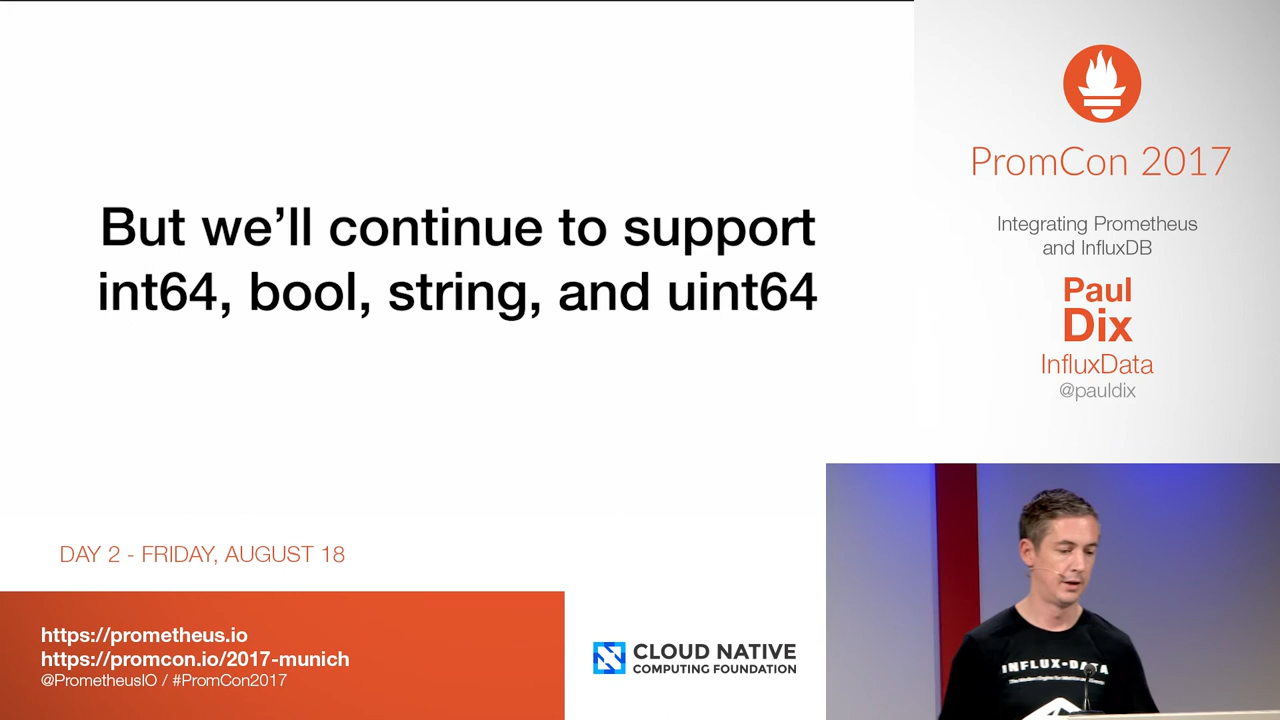 But we'll continue to support
int64, bool, string, and uint64
PromCon 2017
Integrating Prometheus
and InfluxDB
Paul
Dix
InfluxData
@pauldix
DAY 2 - FRIDAY, AUGUST 18
https://prometheus.io
https://promcon.io/2017-munich
@PrometheusIO / #PromCon2017
CLOUD NATIVE
COMPUTING FOUNDATION
INFLUX-DATA